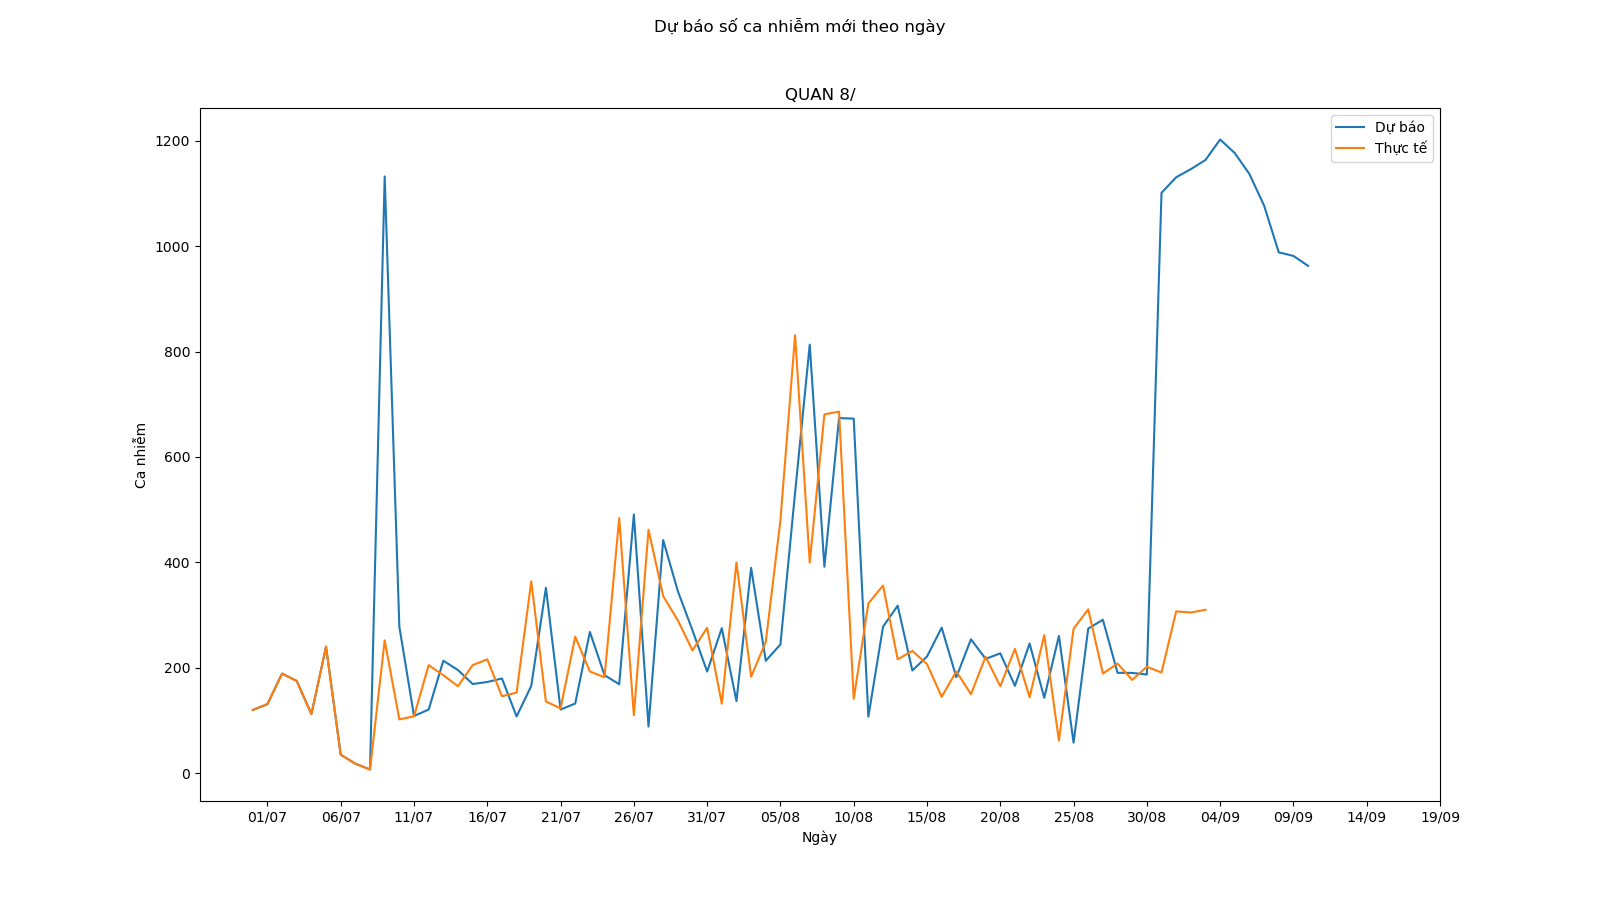 Dự báo số ca nhiễm mới theo ngày
QUAN 8/
Dự báo
Thực tế
1200
1000
800
600
400
200
0
Ca nhiễm
01/07 06/07 11/07 16/07 21/07 26/07 31/07 05/08 10/08 15/08 20/08 25/08 30/08 04/09 09/09 14/09 19/09
Ngày